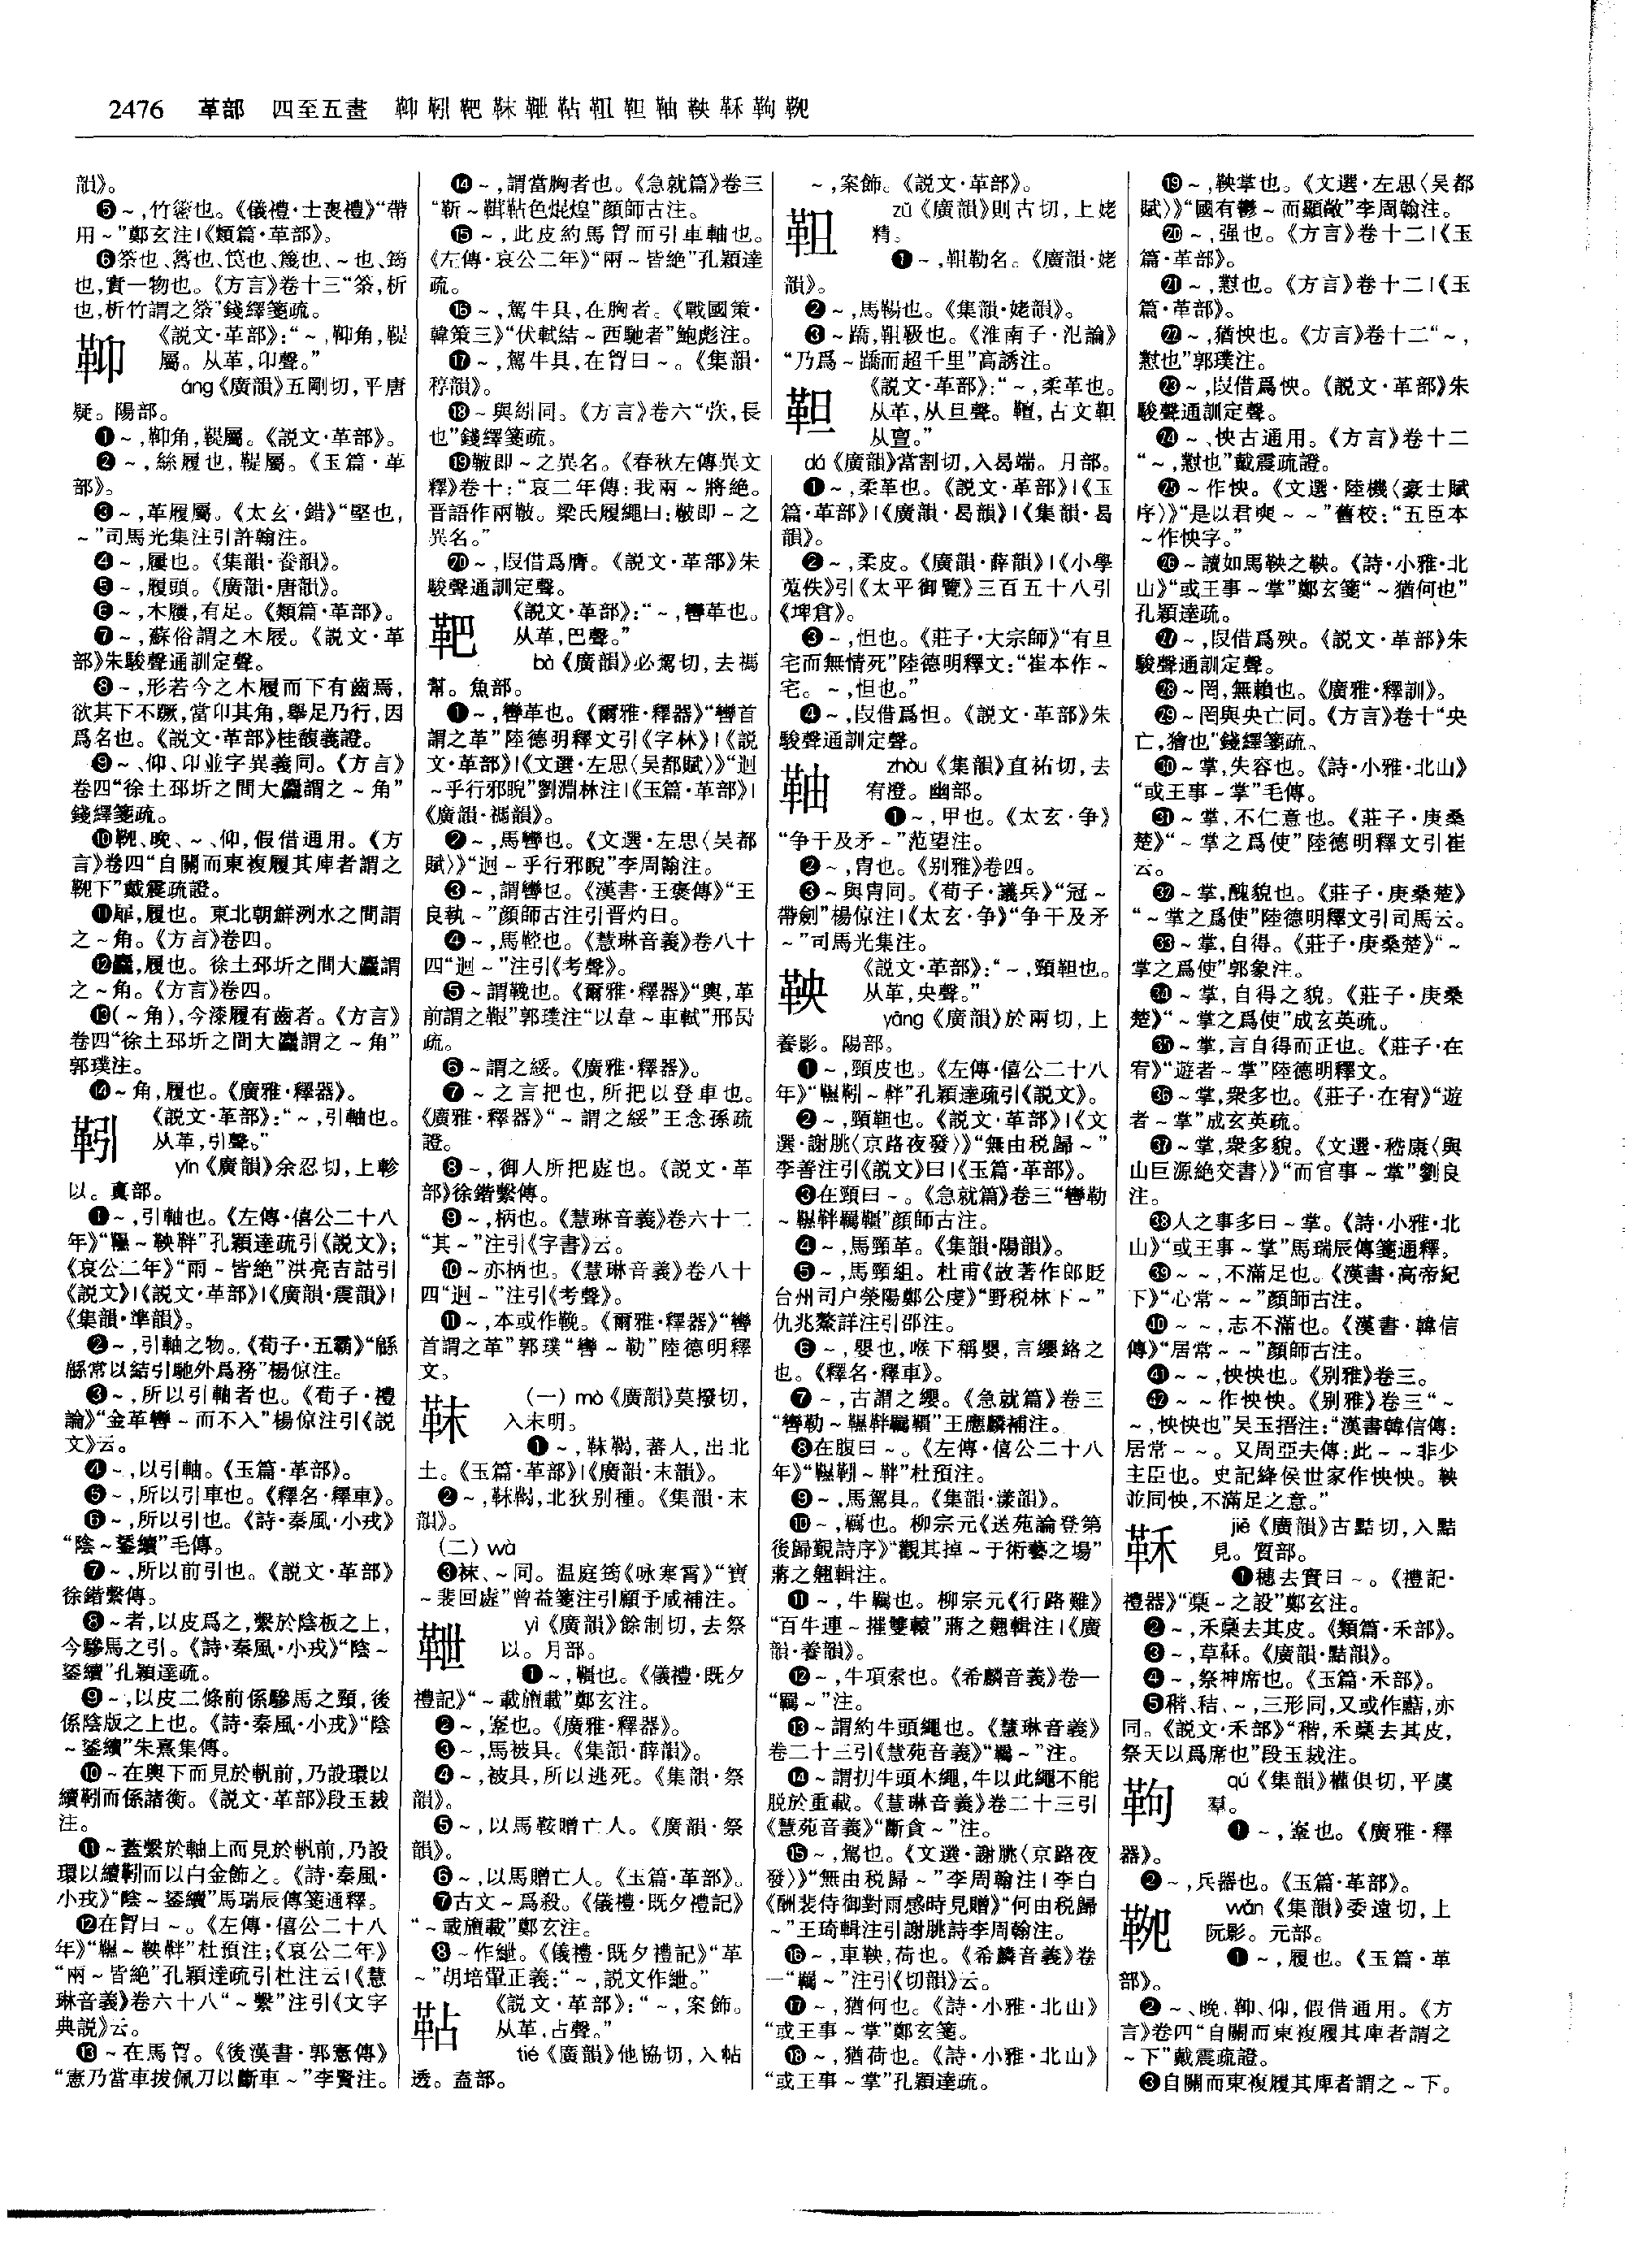 2476 革部 四至五畫 䩕靷靶靺靾鞊䩢靼䩜鞅䩐鞠鞔
韻》。
❺～,竹𥳑也。《儀禮·士喪禮》“帶
用～”鄭玄注|《類篇·革部》。
也,實一物也。《方言》卷十三“筡,析
也,析竹謂之筡”錢繹箋疏。
䩕
《說文·革部》:“～,䩕角,鞮
屬。从革,卬聲。”
áng《廣韻》五剛切,平唐
疑。陽部。
❶～,䩕角,鞮屬。《説文·革部》。
❷～,絲履也,鞮屬。《玉篇·革
部》。
❸～,革履屬。《太玄·錯》“堅也,
～”司馬光集注引許翰注。
❹～,屨也。《集韻·養韻》。
❺～,履頭。《廣韻·唐韻》。
❻～,木履,有足。《類篇·革部》。
❼～,蘇俗謂之木屐。《説文·革
部》朱駿聲通訓定聲。
❽～,形若今之木履而下有齒焉,
欲其下不蹶,當卬其角,舉足乃行,因
爲名也。《説文·革部》桂馥義證。
❾～、仰、卬並字異義同。《方言》
卷四“徐土邳圻之間大麤謂之～角”
錢繹箋疏。
❿鞔、晚、～、仰,假借通用。《方
言》卷四“自關而東複履其庳者謂之
鞔下”戴震疏證。
⓫屝,履也。東北朝鮮洌水之間謂
之～角。《方言》卷四。
⓬麤,履也。徐土邳圻之間大麤謂
之～角。《方言》卷四。
⓭(～角),今漆履有齒者。《方言》
卷四“徐土邳圻之間大麤謂之～角”
郭璞注。
⓮～角,履也。《廣雅·釋器》。
靷
《説文·革部》:“～,引軸也。
从革,引聲。”
yǐn《廣韻》余忍切,上軫
以。真部。
❶～,引軸也。《左傳·僖公二十八
年》“韅～鞅靽”孔穎達疏引《説文》;
《哀公二年》“兩～皆絶”洪亮吉詁引
《説文》|《説文·革部》|《廣韻·震韻》|
《集韻·準韻》。
❷～,引軸之物。《荀子·五霸》“縣
縣常以結引馳外爲務”楊倞注。
❸～,所以引軸者也。《荀子·禮
論》“金革轡～而不入”楊倞注引《説
文》云。
❹～,以引軸。《玉篇·革部》。
❺～,所以引車也。《釋名·釋車》。
❻～,所以引也。《詩·秦風·小戎》
“陰～鋈續”毛傳。
❼～,所以前引也。《説文·革部》
徐鍇繫傳。
❽～者,以皮爲之,繫於陰板之上,
今驂馬之引。《詩·秦風·小戎》“陰～
鋈續”孔穎達疏。
❾～,以皮二條前係驂馬之頸,後
係陰版之上也。《詩·秦風·小戎》“陰
～鋈續”朱熹集傳。
❿～在輿下而見於軓前,乃設環以
續靷而係諸衡。《説文·革部》段玉裁
注。
⓫～蓋繫於軸上而見於軓前,乃設
環以續靷而以白金飾之。《詩·秦風·
小戎》“陰～鋈續”馬瑞辰傳箋通釋。
⓬在胷曰～。《左傳·僖公二十八
年》“韅～鞅靽”杜預注;《哀公二年》
“兩～皆絶”孔穎達疏引杜注云|《慧
琳音義》卷六十八“～繫”注引《文字
典説》云。
⓭～在馬胷。《後漢書·郭憲傳》
“憲乃當車拔佩刀以斷車～”李賢注。
⓮～,謂當胸者也。《急就篇》卷三
“靳～鞥鞊色焜煌”顔師古注。
⓯～,此皮約馬胷而引車軸也。
《左傳·哀公二年》“兩～皆絶”孔穎達
疏。
⓰～,駕牛具,在胸者。《戰國策·
韓策三》“伏軾結～西馳者”鮑彪注。
⓱～,駕牛具,在胷曰～。《集韻·
稕韻》。
⓲～與紖同。《方言》卷六“㢭,長
也”錢繹箋疏。
⓳䩛即～之異名。《春秋左傳異文
釋》卷十:“哀二年傳:我兩～將絶。
晋語作兩䩛。梁氏履繩曰:䩛即～之
異名。”
⓴～,叚借爲膺。《説文·革部》朱
駿聲通訓定聲。
靶
《説文·革部》:“～,轡革也。
从革,巴聲。”
bà《廣韻》必駕切,去禡
幫。魚部。
❶～,轡革也。《爾雅·釋器》“轡首
謂之革”陸德明釋文引《字林》|《説
文·革部》|《文選·左思〈吴都賦〉》“迴
～乎行邪睨”劉淵林注|《玉篇·革部》|
《廣韻·禡韻》。
❷～,馬轡也。《文選·左思〈吴都
賦〉》“迴～乎行邪睨”李周翰注。
❸～,謂轡也。《漢書·王褒傳》“王
良執～”顔師古注引晋灼曰。
❹～,馬鞚也。《慧琳音義》卷八十
四“迴～”注引《考聲》。
❺～謂鞔也。《爾雅·釋器》“輿,革
前謂之鞎”郭璞注“以韋～車軾”邢昺
疏。
❻～謂之綏。《廣雅·釋器》。
❼～之言把也,所把以登車也。
《廣雅·釋器》“～謂之綏”王念孫疏
證。
❽～,御人所把處也。《説文·革
部》徐鍇繫傳。
❾～,柄也。《慧琳音義》卷六十二
“其～”注引《字書》云。
❿～亦柄也。《慧琳音義》卷八十
四“迴～”注引《考聲》。
⓫～,本或作鞔。《爾雅·釋器》“轡
首謂之革”郭璞“轡～勒”陸德明釋
文。
靺
(一)mò《廣韻》莫撥切,
入末明。
❶～,靺鞨,蕃人,出北
土。《玉篇·革部》|《廣韻·末韻》。
❷～,靺鞨,北狄别種。《集韻·末
韻》。
(二)wà
❸袜、～同。温庭筠《咏寒宵》“寶
～裴回處”曾益箋注引顧予咸補注。
靾
yì《廣韻》餘制切,去祭
以。月部。
❶～,韁也。《儀禮·既夕
禮記》“～載旜載”鄭玄注。
❷～,鞌也。《廣雅·釋器》。
❸～,馬被具。《集韻·薛韻》。
❹～,被具,所以逃死。《集韻·祭
韻》。
❺～,以馬鞍贈亡人。《廣韻·祭
韻》。
❻～,以馬贈亡人。《玉篇·革部》。
❼古文～爲殺。《儀禮·既夕禮記》
“～載旜載”鄭玄注。
❽～作紲。《儀禮·既夕禮記》“革
～”胡培翬正義:“～,説文作紲。”
鞊
《説文·革部》:“～,案飾。
从革,占聲。”
tié《廣韻》他協切,入帖
透。盍部。
～,案飾。《説文·革部》。
䩢
zǔ《廣韻》則古切,上姥
精。
❶～,䩢勒名。《廣韻·姥
韻》。
❷～,馬䩢也。《集韻·姥韻》。
❸～蹻,䩢靸也。《淮南子·氾論》
“乃爲～蹻而超千里”高誘注。
靼
《説文·革部》:“～,柔革也。
从革,从旦聲。䩥,古文靼
从亶。”
dá《廣韻》當割切,入曷端。月部。
❶～,柔革也。《説文·革部》|《玉
篇·革部》|《廣韻·曷韻》|《集韻·曷
韻》。
❷～,柔皮。《廣韻·薛韻》|《小學
蒐佚》引《太平御覽》三百五十八引
《埤倉》。
❸～,怛也。《莊子·大宗師》“有旦
宅而無情死”陸德明釋文:“崔本作～
宅。～,怛也。”
❹～,叚借爲怛。《説文·革部》朱
駿聲通訓定聲。
䩜
zhòu《集韻》直祐切,去
宥澄。幽部。
❶～,甲也。《太玄·争》
“争干及矛～”范望注。
❷～,胄也。《别雅》卷四。
❸～與胄同。《荀子·議兵》“冠～
帶劍”楊倞注|《太玄·争》“争干及矛
～”司馬光集注。
鞅
《説文·革部》:“～,頸靼也。
从革,央聲。”
yāng《廣韻》於兩切,上
養影。陽部。
❶～,頸皮也。《左傳·僖公二十八
年》“韅靷～靽”孔穎達疏引《説文》。
❷～,頸靼也。《説文·革部》|《文
選·謝朓〈京路夜發〉》“無由税歸～”
李善注引《説文》曰|《玉篇·革部》。
❸在頸曰～。《急就篇》卷三“轡勒
～韅靽羈韁”顔師古注。
❹～,馬頸革。《集韻·陽韻》。
❺～,馬頸組。杜甫《故著作郎貶
台州司户榮陽鄭公虔》“野税林下～”
仇兆鰲詳注引邵注。
❻～,嬰也,喉下稱嬰,言纓絡之
也。《釋名·釋車》。
❼～,古謂之纓。《急就篇》卷三
“轡勒～韅靽羈韁”王應麟補注。
❽在腹曰～。《左傳·僖公二十八
年》“韅靷～靽”杜預注。
❾～,馬駕具。《集韻·漾韻》。
❿～,羈也。柳宗元《送苑論登第
後歸覲詩序》“觀其掉～于術藝之場”
蔣之翹輯注。
⓫～,牛羈也。柳宗元《行路難》
“百牛連～摧雙轅”蔣之翹輯注|《廣
韻·養韻》。
⓬～,牛項索也。《希麟音義》卷一
“羈～”注。
⓭～謂約牛頭繩也。《慧琳音義》
卷二十三引《慧苑音義》“羈～”注。
⓮～謂扨牛頭木繩,牛以此繩不能
脱於重載。《慧琳音義》卷二十三引
《慧苑音義》“斷貪～”注。
⓯～,駕也。《文選·謝朓〈京路夜
發〉》“無由税歸～”李周翰注|李白
《酬裴侍御對雨感時見贈》“何由税歸
～”王琦輯注引謝朓詩李周翰注。
⓰～,車鞅,荷也。《希麟音義》卷
一“羈～”注引《切韻》云。
⓱～,猶何也。《詩·小雅·北山》
“或王事～掌”鄭玄箋。
⓲～,猶荷也。《詩·小雅·北山》
“或王事～掌”孔穎達疏。
⓳～,鞅掌也。《文選·左思〈吴都
賦〉》“國有鬱～而顯敞”李周翰注。
⓴～,强也。《方言》卷十二|《玉
篇·革部》。
㉑～,懟也。《方言》卷十二|《玉
篇·革部》。
㉒～,猶怏也。《方言》卷十二“～,
懟也”郭璞注。
㉓～,叚借爲怏。《説文·革部》朱
駿聲通訓定聲。
㉔～、怏古通用。《方言》卷十二
“～,懟也”戴震疏證。
㉕～作怏。《文選·陸機〈豪士賦
序〉》“是以君奭～～”舊校:“五臣本
～作怏字。”
㉖～讀如馬鞅之鞅。《詩·小雅·北
山》“或王事～掌”鄭玄箋“～猶何也”
孔穎達疏。
㉗～,叚借爲殃。《説文·革部》朱
駿聲通訓定聲。
㉘～罔,無賴也。《廣雅·釋訓》。
㉙～罔與央亡同。《方言》卷十“央
亡,獪也”錢繹箋疏。
㉚～掌,失容也。《詩·小雅·北山》
“或王事～掌”毛傳。
㉛～掌,不仁意也。《莊子·庚桑
楚》“～掌之爲使”陸德明釋文引崔
云。
㉜～掌,醜貌也。《莊子·庚桑楚》
“～掌之爲使”陸德明釋文引司馬云。
㉝～掌,自得。《莊子·庚桑楚》“～
掌之爲使”郭象注。
㉞～掌,自得之貌。《莊子·庚桑
楚》“～掌之爲使”成玄英疏。
㉟～掌,言自得而正也。《莊子·在
宥》“遊者～掌”陸德明釋文。
㊱～掌,衆多也。《莊子·在宥》“遊
者～掌”成玄英疏。
㊲～掌,衆多貌。《文選·嵇康〈與
山巨源絶交書〉》“而官事～掌”劉良
注。
㊳人之事多曰～掌。《詩·小雅·北
山》“或王事～掌”馬瑞辰傳箋通釋。
㊴～～,不滿足也。《漢書·高帝紀
下》“心常～～”顔師古注。
㊵～～,志不滿也。《漢書·韓信
傳》“居常～～”顔師古注。
㊶～～,怏怏也。《别雅》卷三。
㊷～～作怏怏。《别雅》卷三“～
～,怏怏也”吴玉搢注:“漢書韓信傳:
居常～～。又周亞夫傳:此～～非少
主臣也。史記絳侯世家作怏怏。鞅
並同怏,不滿足之意。”
䩐
jiē《廣韻》古黠切,入黠
見。質部。
❶穗去實曰～。《禮記·
禮器》“稾～之設”鄭玄注。
❷～,禾稾去其皮。《類篇·禾部》。
❸～,草䩐。《廣韻·黠韻》。
❹～,祭神席也。《玉篇·禾部》。
❺稭、秸、～,三形同,又或作藍,亦
同。《説文·禾部》“稭,禾稾去其皮,
祭天以爲席也”段玉裁注。
qú《集韻》權俱切,平虞
羣。
❶～,鞌也。《廣雅·釋
器》。
❷～,兵器也。《玉篇·革部》。
wǎn《集韻》委遠切,上
阮影。元部。
❶～,履也。《玉篇·革
部》。
❷～、晚、䩕、仰,假借通用。《方
言》卷四“自關而東複履其庳者謂之
～下”戴震疏證。
❸自關而東複履其庳者謂之～下。